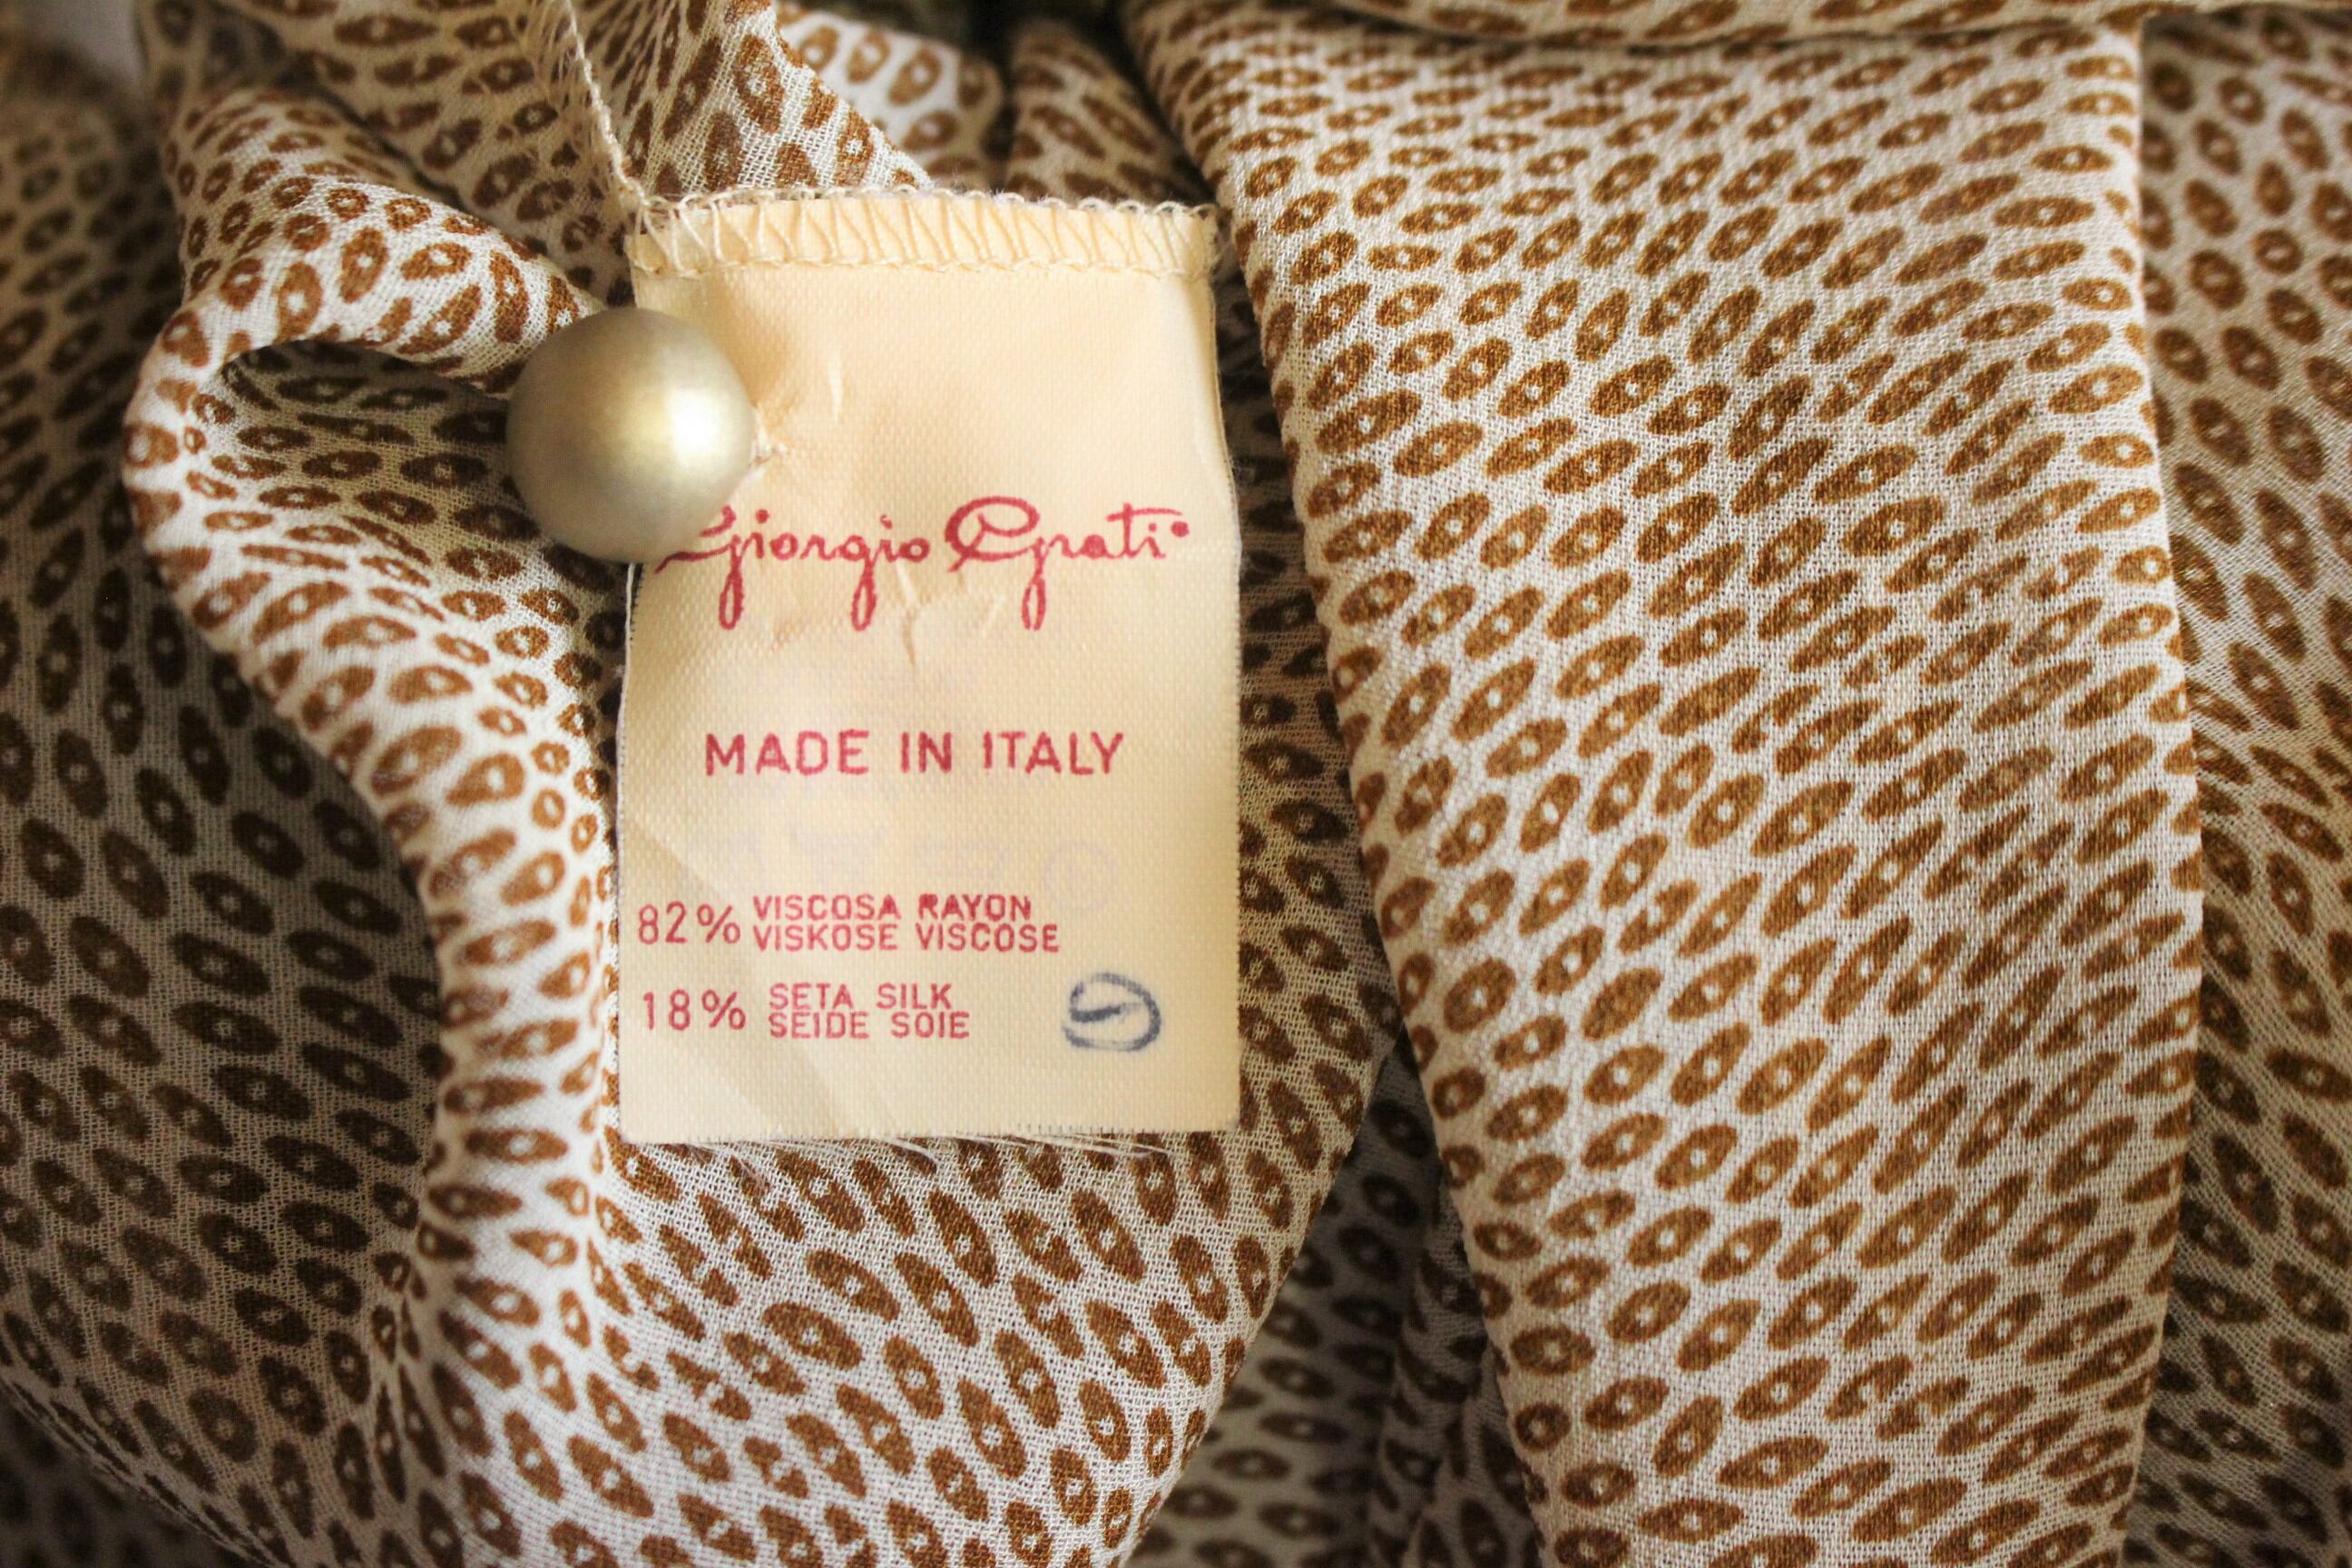 Giorgio Grati
MADE IN ITALY
82% VISCOSA RAYON
VISKOSE VISCOSE
18% SETA SILK
SEIDE SOIE